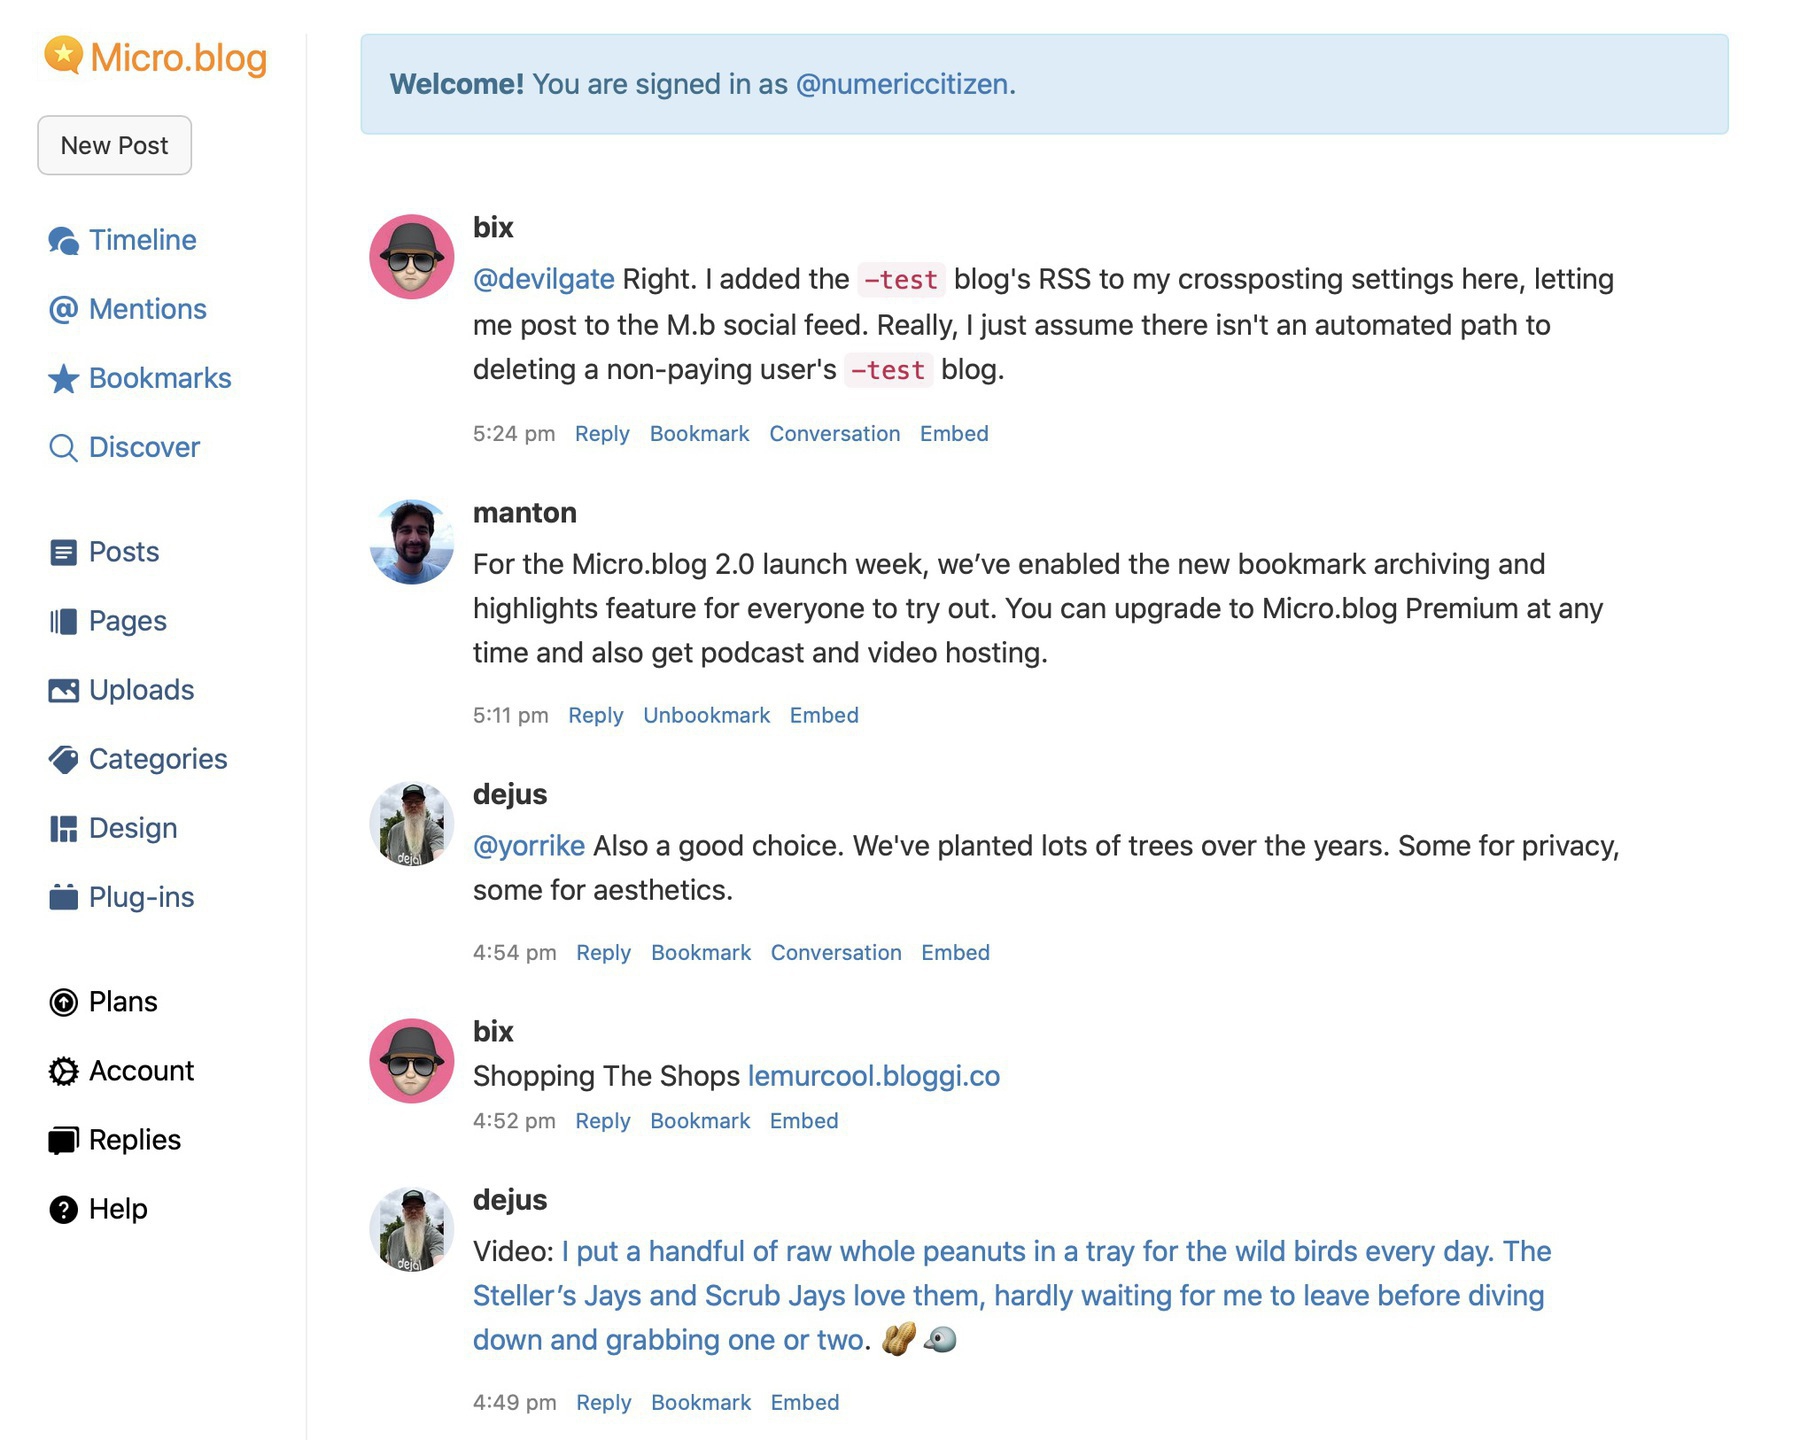 Micro.blog
New Post
Timeline
Mentions
Bookmarks
Discover
Posts
Pages
Uploads
Categories
Design
Plug-ins
Plans
Account
Replies
Help
Welcome! You are signed in as @numericcitizen.
bix
@devilgate Right. I added the -test blog's RSS to my crossposting settings here, letting
me post to the M.b social feed. Really, I just assume there isn't an automated path to
deleting a non-paying user's -test blog.
5:24 pm Reply Bookmark Conversation Embed
manton
For the Micro.blog 2.0 launch week, we’ve enabled the new bookmark archiving and
highlights feature for everyone to try out. You can upgrade to Micro.blog Premium at any
time and also get podcast and video hosting.
5:11 pm Reply Unbookmark Embed
dejus
@yorrike Also a good choice. We've planted lots of trees over the years. Some for privacy,
some for aesthetics.
4:54 pm Reply Bookmark Conversation Embed
bix
Shopping The Shops lemurcool.bloggi.co
4:52 pm Reply Bookmark Embed
dejus
Video: I put a handful of raw whole peanuts in a tray for the wild birds every day. The
Steller’s Jays and Scrub Jays love them, hardly waiting for me to leave before diving
down and grabbing one or two. 🥜🐦
4:49 pm Reply Bookmark Embed